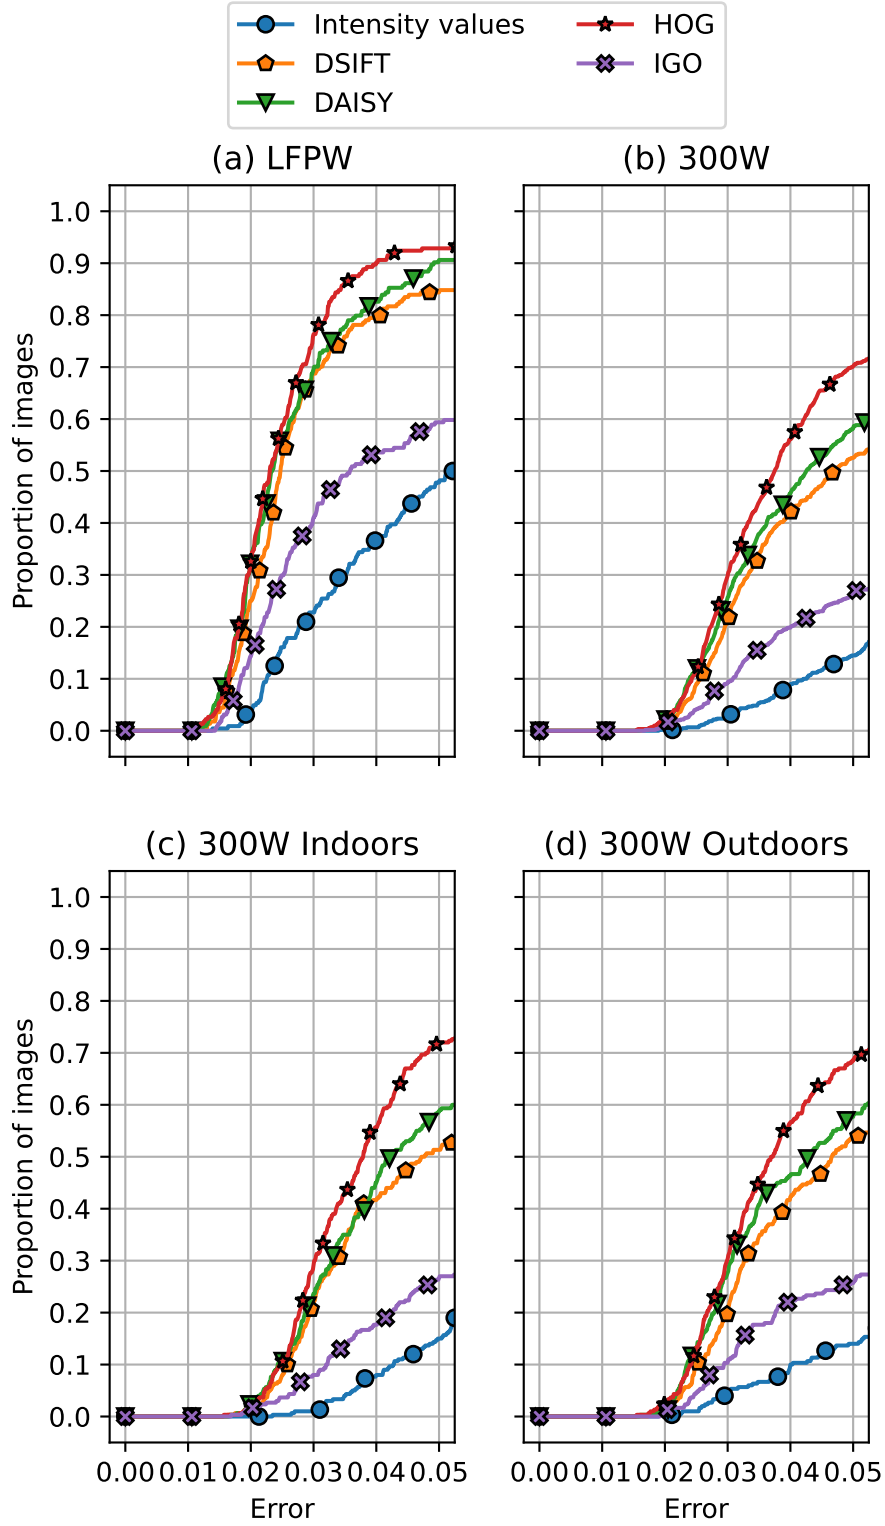 Intensity values
DSIFT
DAISY
HOG
IGO
(a) LFPW
(b) 300W
1.0
0.9
0.8
0.7
0.6
0.5
0.4
0.3
0.2
0.1
0.0
Proportion of images
(c) 300W Indoors
(d) 300W Outdoors
1.0
0.9
0.8
0.7
0.6
0.5
0.4
0.3
0.2
0.1
0.0
Proportion of images
0.00 0.01 0.02 0.03 0.04 0.05
0.00 0.01 0.02 0.03 0.04 0.05
Error
Error